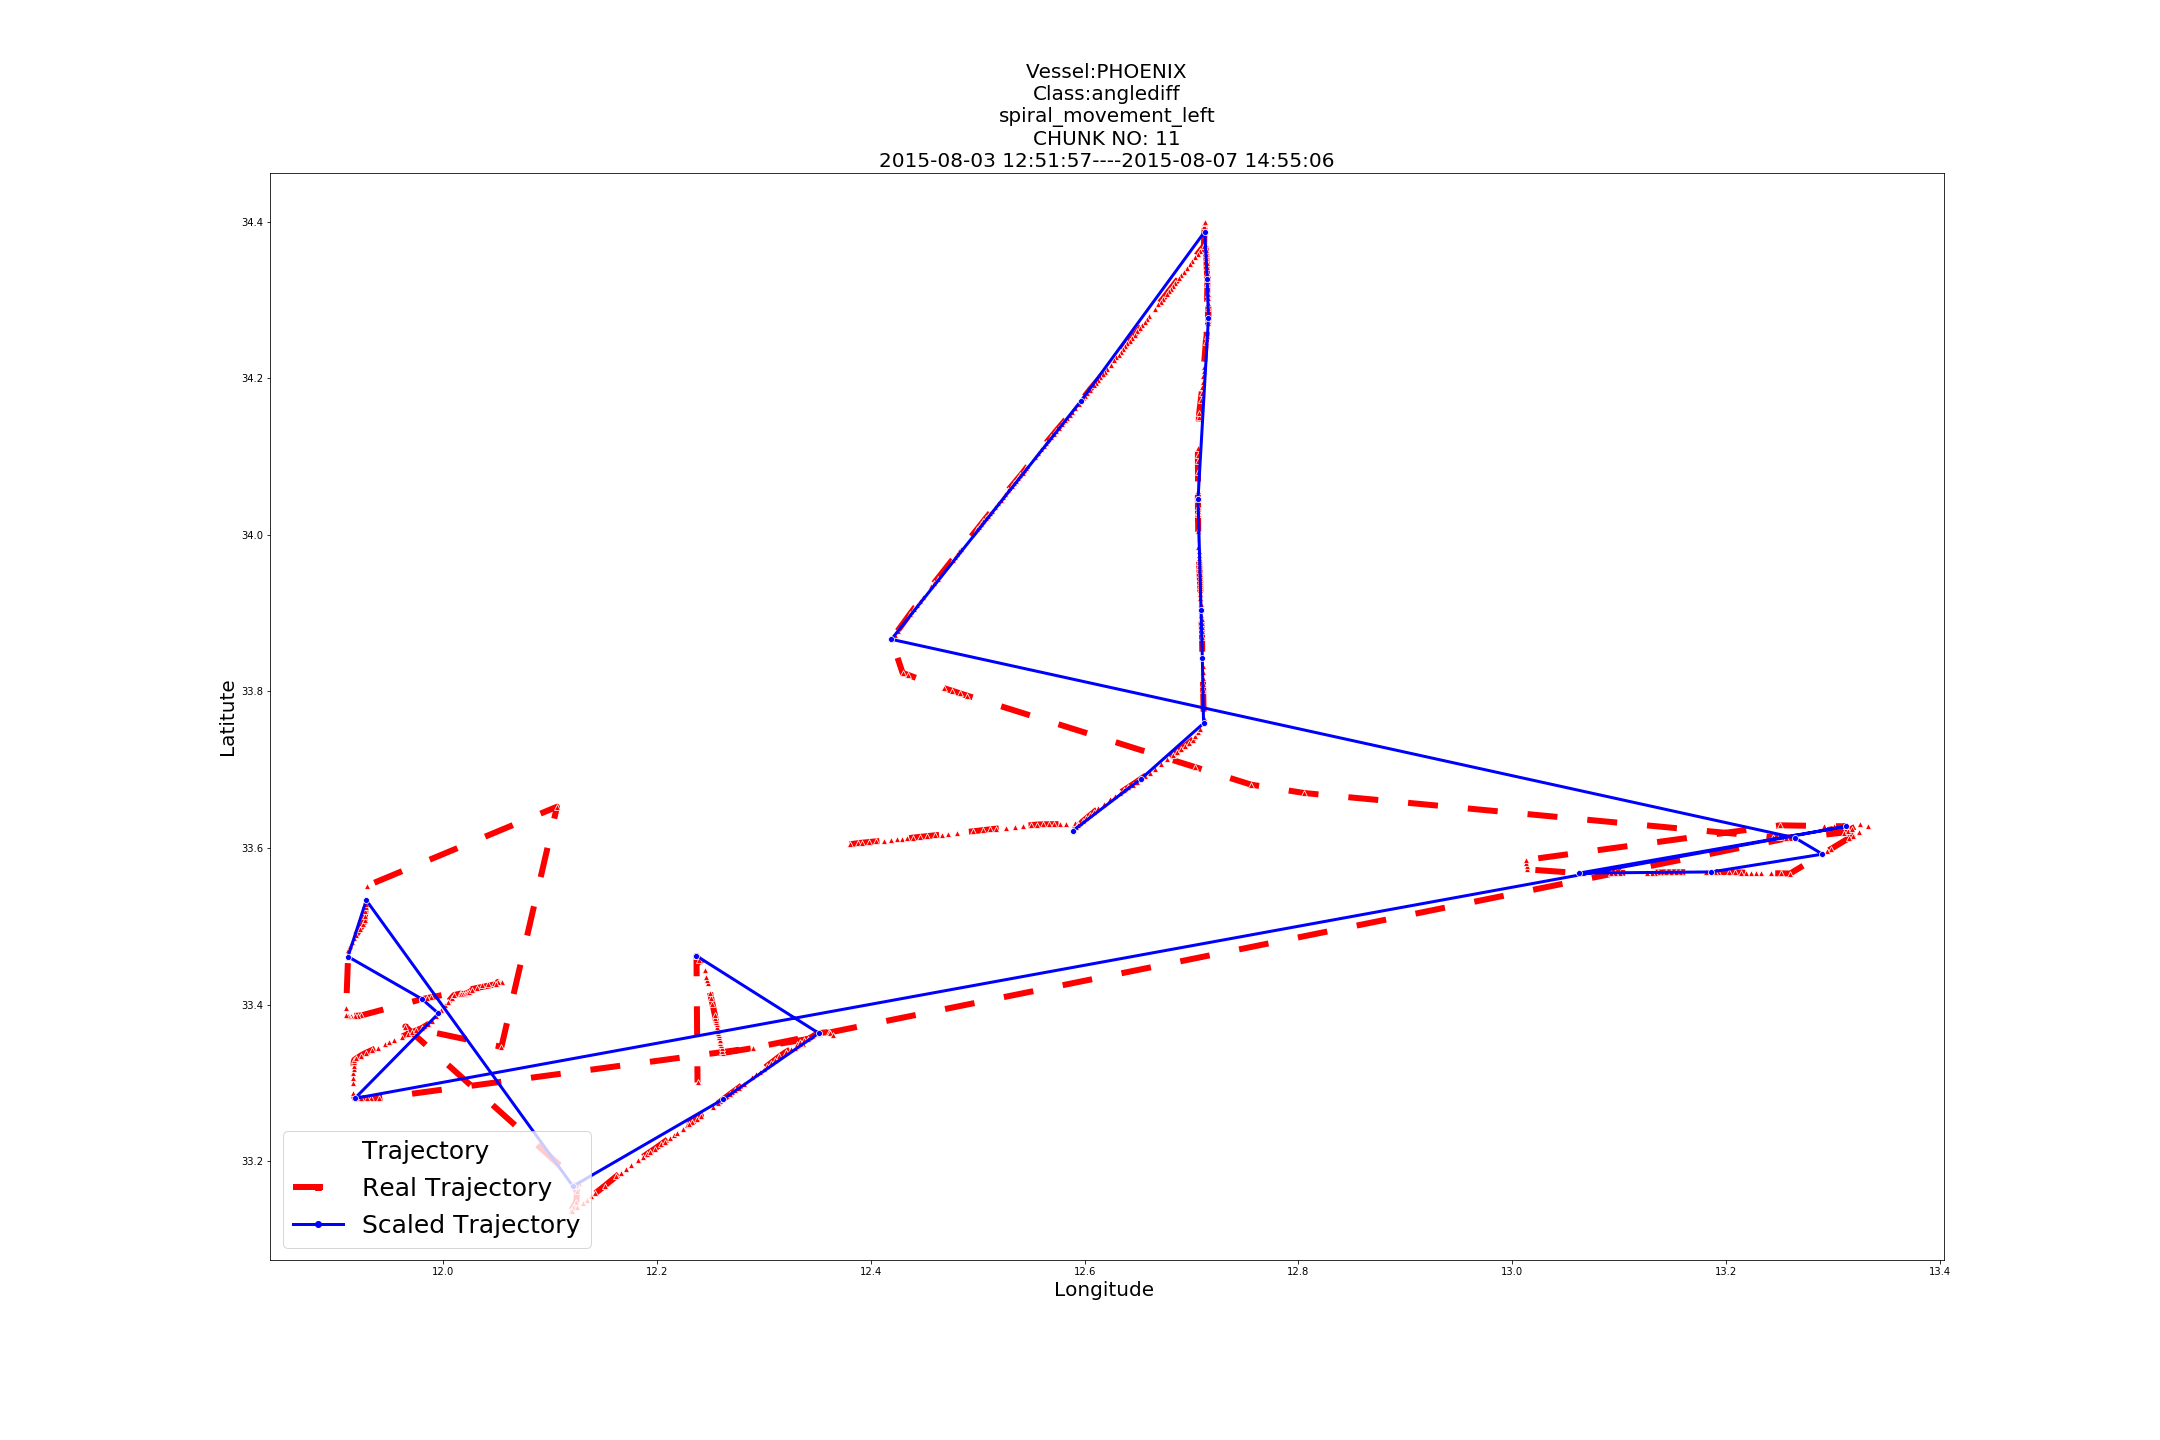 Vessel:PHOENIX
Class:anglediff
spiral_movement_left
CHUNK NO: 11
2015-08-03 12:51:57----2015-08-07 14:55:06
34.4
34.2
34.0
33.8
33.6
33.4
33.2
Latitute
Trajectory
Real Trajectory
Scaled Trajectory
12.0 12.2 12.4 12.6 12.8 13.0 13.2 13.4
Longitude